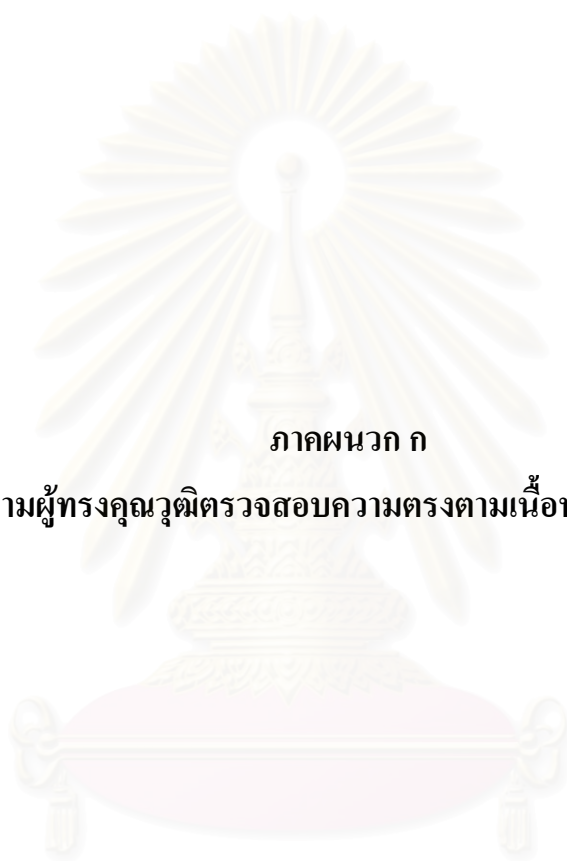 ภาคผนวก ก
ามผู้ทรงคุณวุฒิตรวจสอบความตรงตามเนื้อห